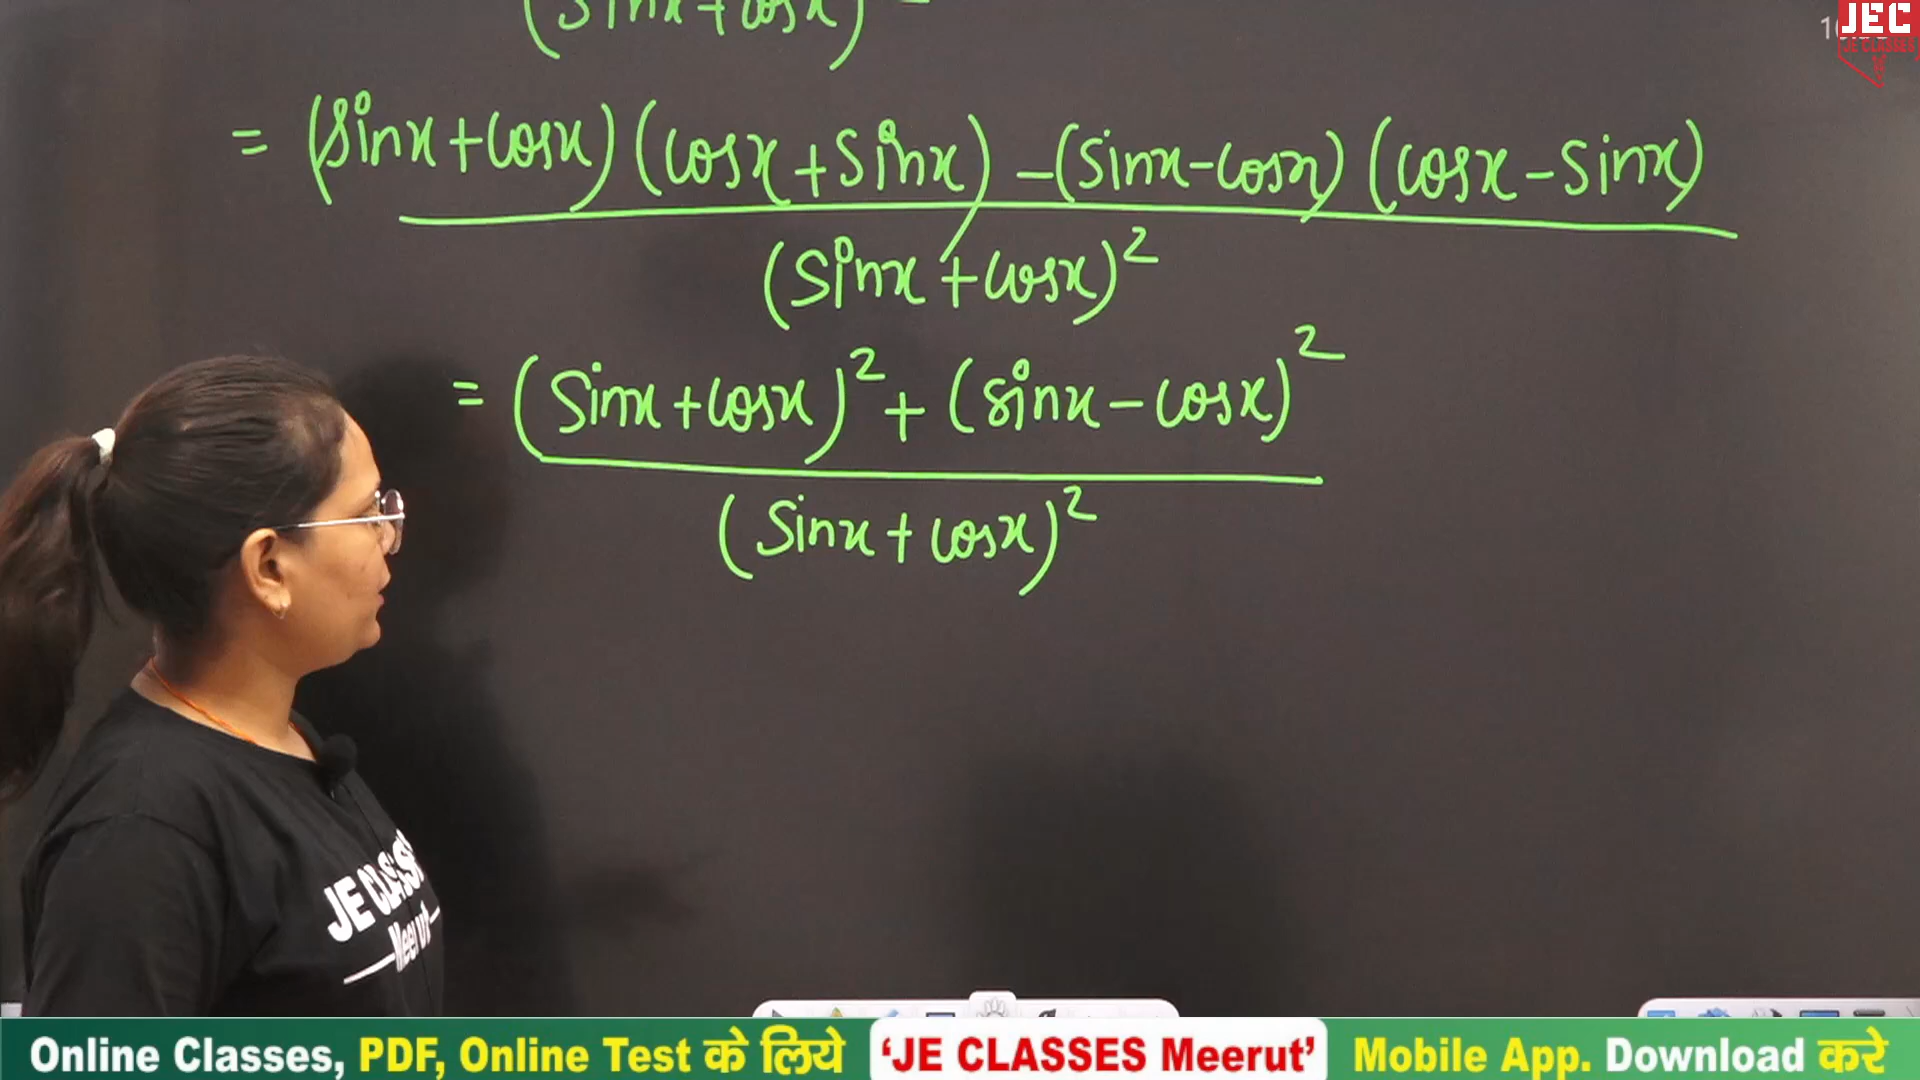 (Sinx+cosx)
JEC
JE CLASSES
= (Sinx+cosx) (cosx+Sinx) -(Sinx-cosx) (cosx-Sinx)
(Sinx+cosx)²
= (Sinx+cosx)² + (Sinx-cosx)²
(Sinx+cosx)²
JE CLASSES
Meerut
Online Classes, PDF, Online Test के लिये 'JE CLASSES Meerut' Mobile App. Download करे